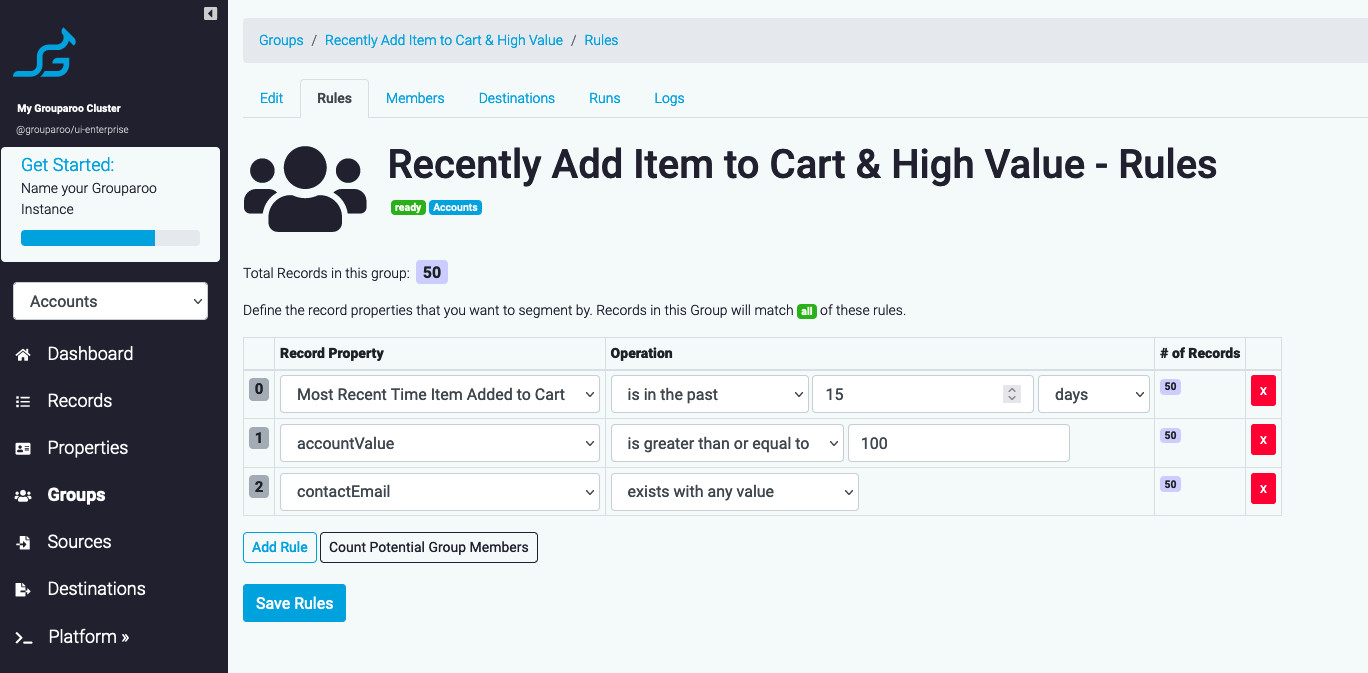 My Grouparoo Cluster
@grouparoo/ui-enterprise
Get Started:
Name your Grouparoo
Instance
Accounts
Dashboard
Records
Properties
Groups
Sources
Destinations
Platform »
Groups / Recently Add Item to Cart & High Value / Rules
Edit Rules Members Destinations Runs Logs
Recently Add Item to Cart & High Value - Rules
ready Accounts
Total Records in this group: 50
Define the record properties that you want to segment by. Records in this Group will match all of these rules.
Record Property Operation # of Records
0 Most Recent Time Item Added to Cart is in the past 15 days 50 x
1 accountValue is greater than or equal to 100 50 x
2 contactEmail exists with any value 50 x
Add Rule Count Potential Group Members
Save Rules